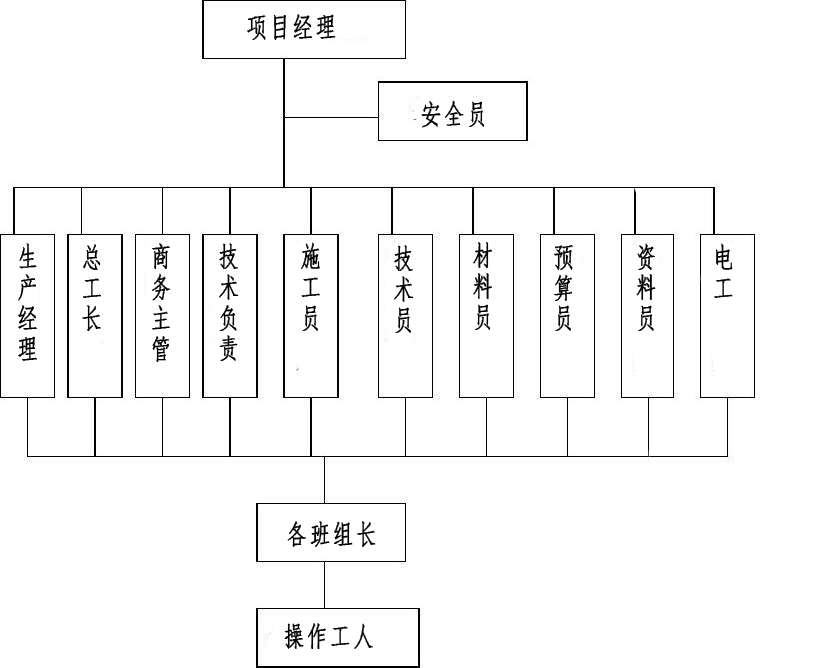 项目经理
安全员
生产经理
总工长
商务主管
技术负责
施工员
技术员
材料员
预算员
资料员
电工
各班组长
操作工人